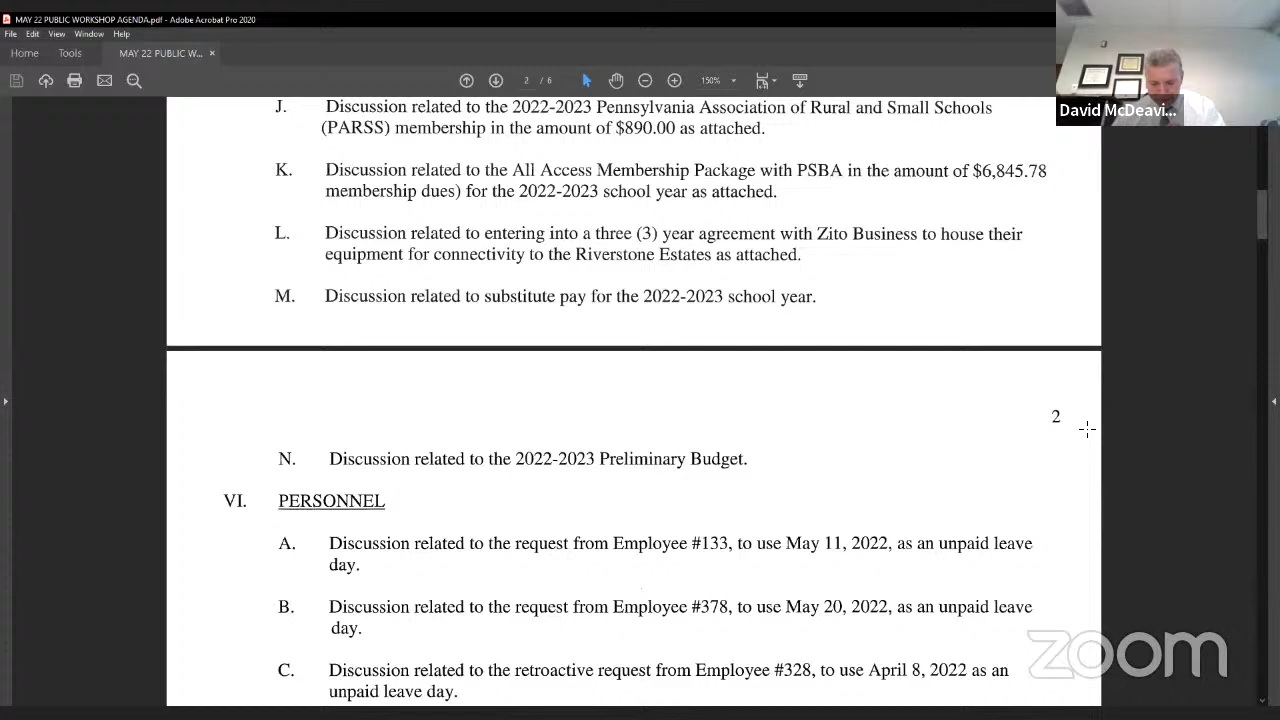 MAY 22 PUBLIC WORKSHOP AGENDA.pdf - Adobe Acrobat Pro 2020
File Edit View Window Help
Home Tools MAY 22 PUBLIC W... ×
2 / 6 150%
David McDeavi...
J. Discussion related to the 2022-2023 Pennsylvania Association of Rural and Small Schools
(PARSS) membership in the amount of $890.00 as attached.
K. Discussion related to the All Access Membership Package with PSBA in the amount of $6,845.78
membership dues) for the 2022-2023 school year as attached.
L. Discussion related to entering into a three (3) year agreement with Zito Business to house their
equipment for connectivity to the Riverstone Estates as attached.
M. Discussion related to substitute pay for the 2022-2023 school year.
2
N. Discussion related to the 2022-2023 Preliminary Budget.
VI. PERSONNEL
A. Discussion related to the request from Employee #133, to use May 11, 2022, as an unpaid leave
day.
B. Discussion related to the request from Employee #378, to use May 20, 2022, as an unpaid leave
day.
C. Discussion related to the retroactive request from Employee #328, to use April 8, 2022 as an
unpaid leave day.
zoom